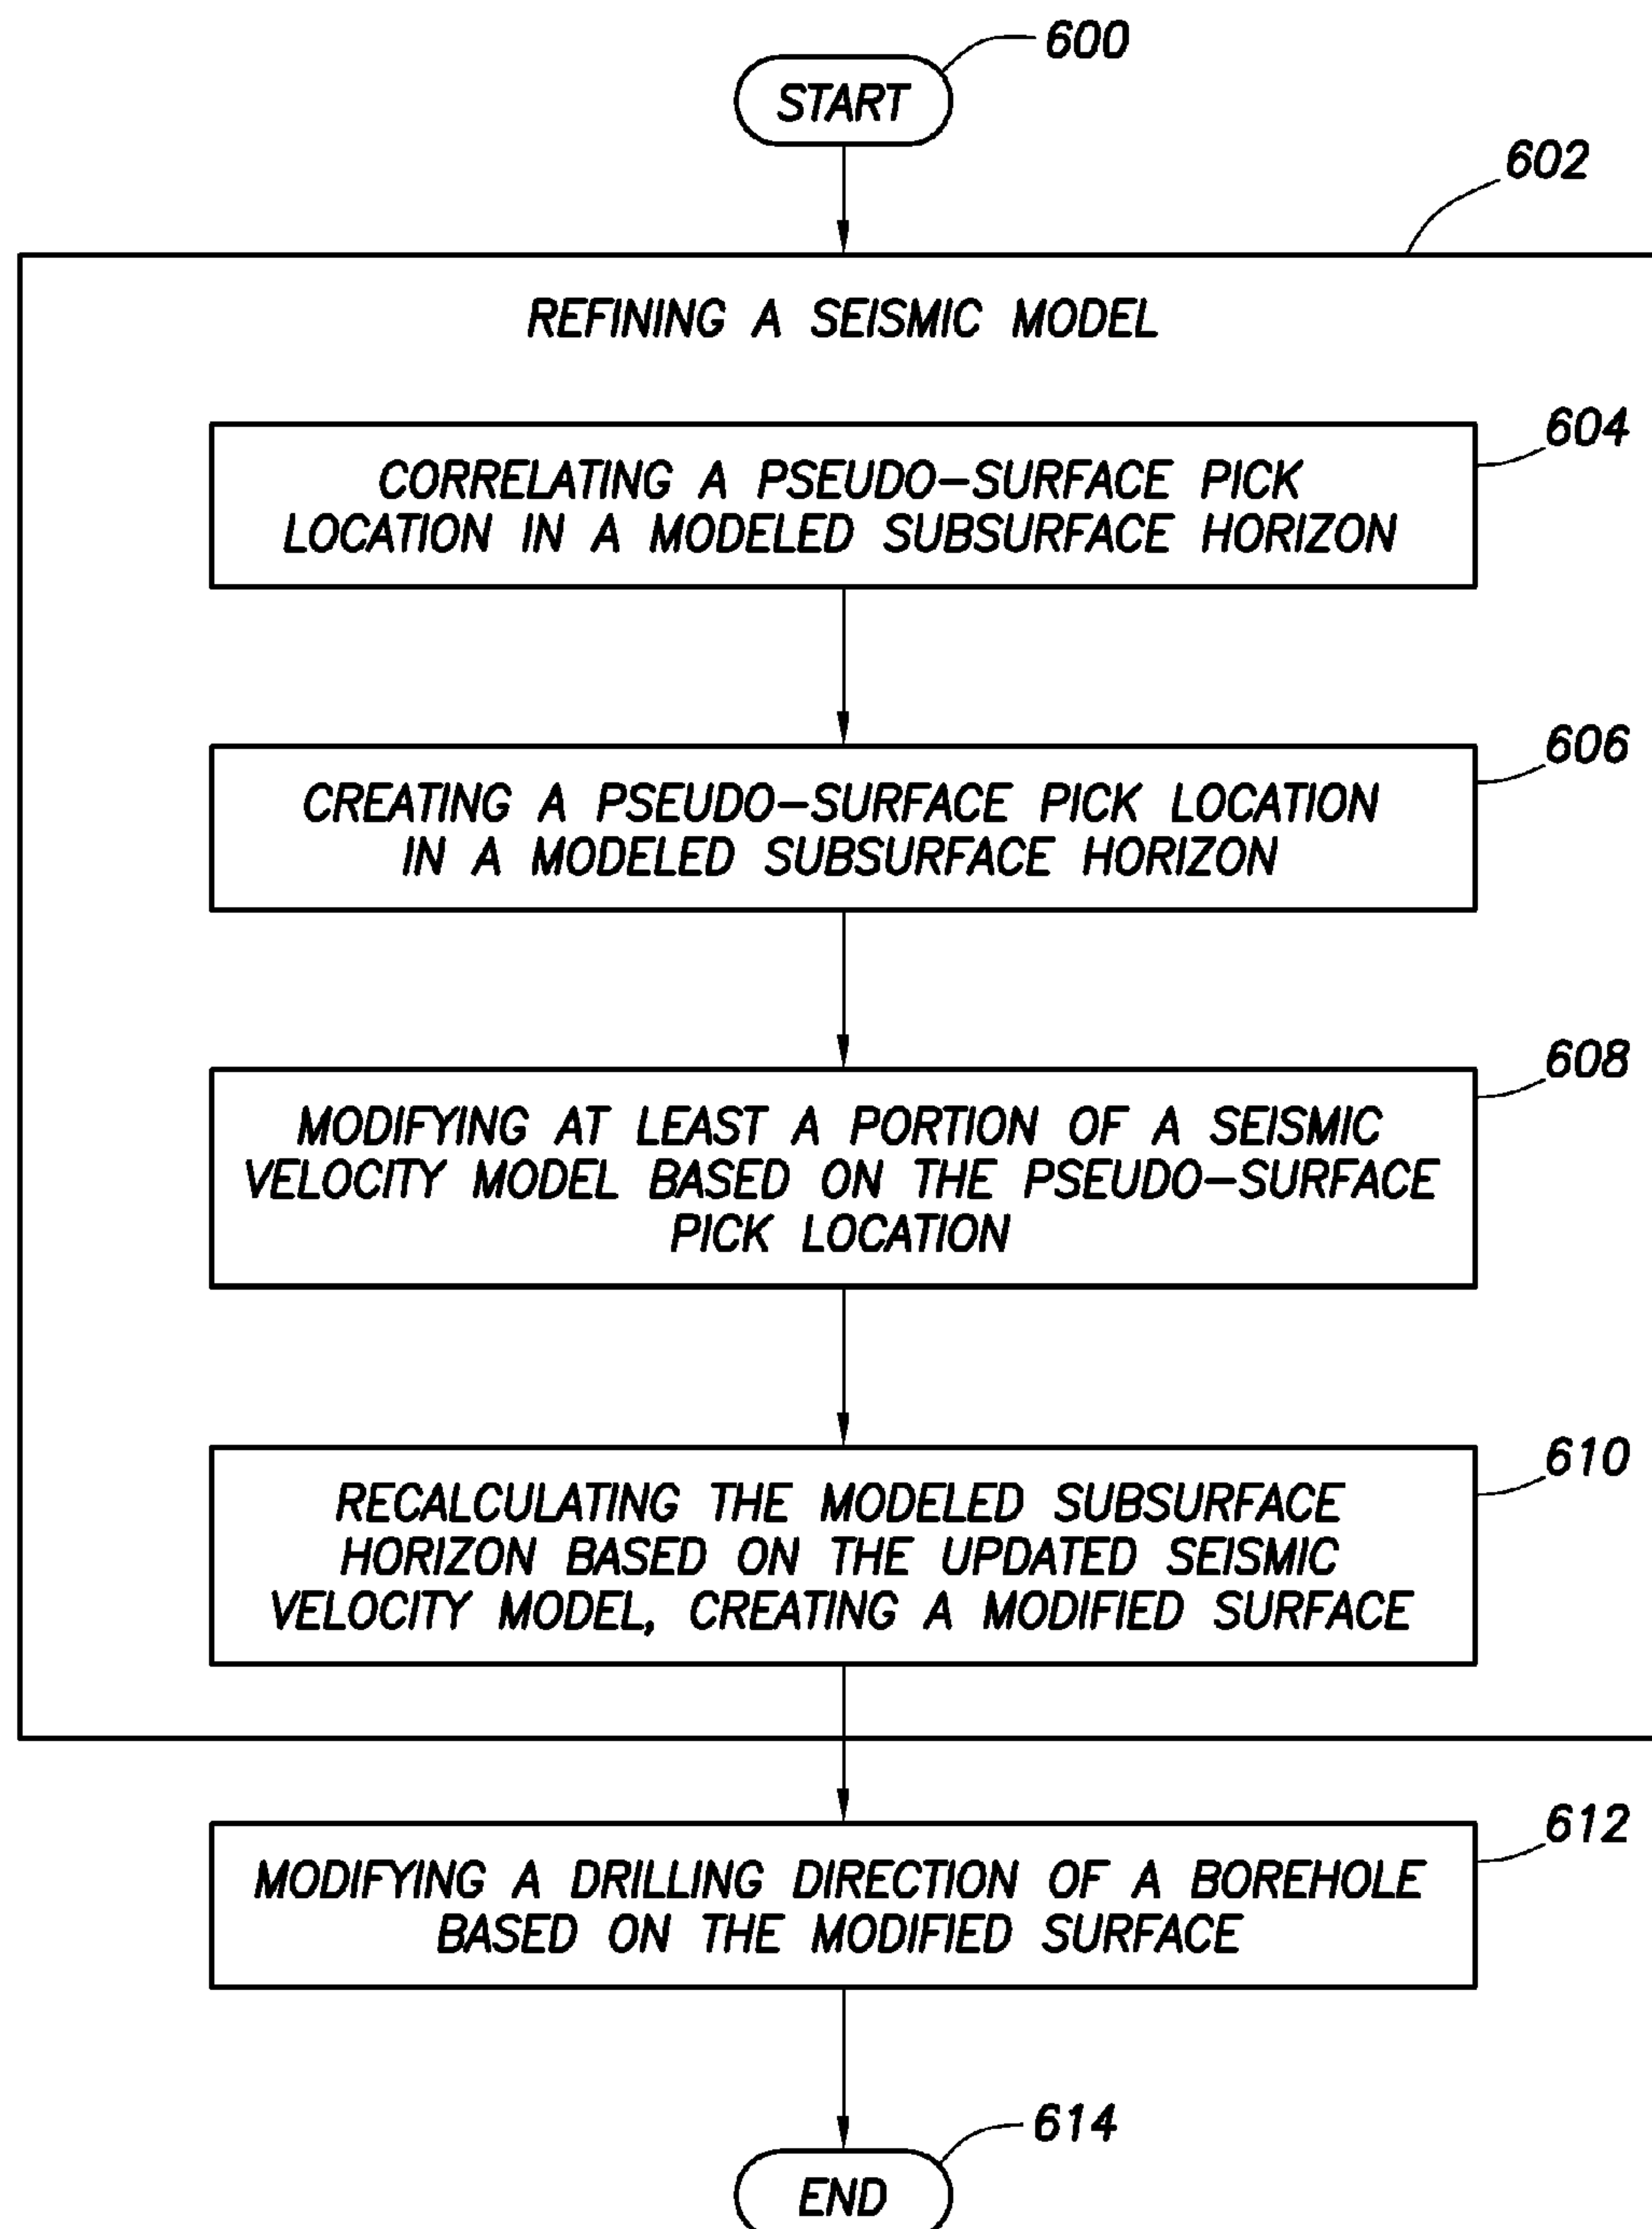 600
START
602
REFINING A SEISMIC MODEL
604
CORRELATING A PSEUDO-SURFACE PICK
LOCATION IN A MODELED SUBSURFACE HORIZON
606
CREATING A PSEUDO-SURFACE PICK LOCATION
IN A MODELED SUBSURFACE HORIZON
608
MODIFYING AT LEAST A PORTION OF A SEISMIC
VELOCITY MODEL BASED ON THE PSEUDO-SURFACE
PICK LOCATION
610
RECALCULATING THE MODELED SUBSURFACE
HORIZON BASED ON THE UPDATED SEISMIC
VELOCITY MODEL, CREATING A MODIFIED SURFACE
612
MODIFYING A DRILLING DIRECTION OF A BOREHOLE
BASED ON THE MODIFIED SURFACE
614
END